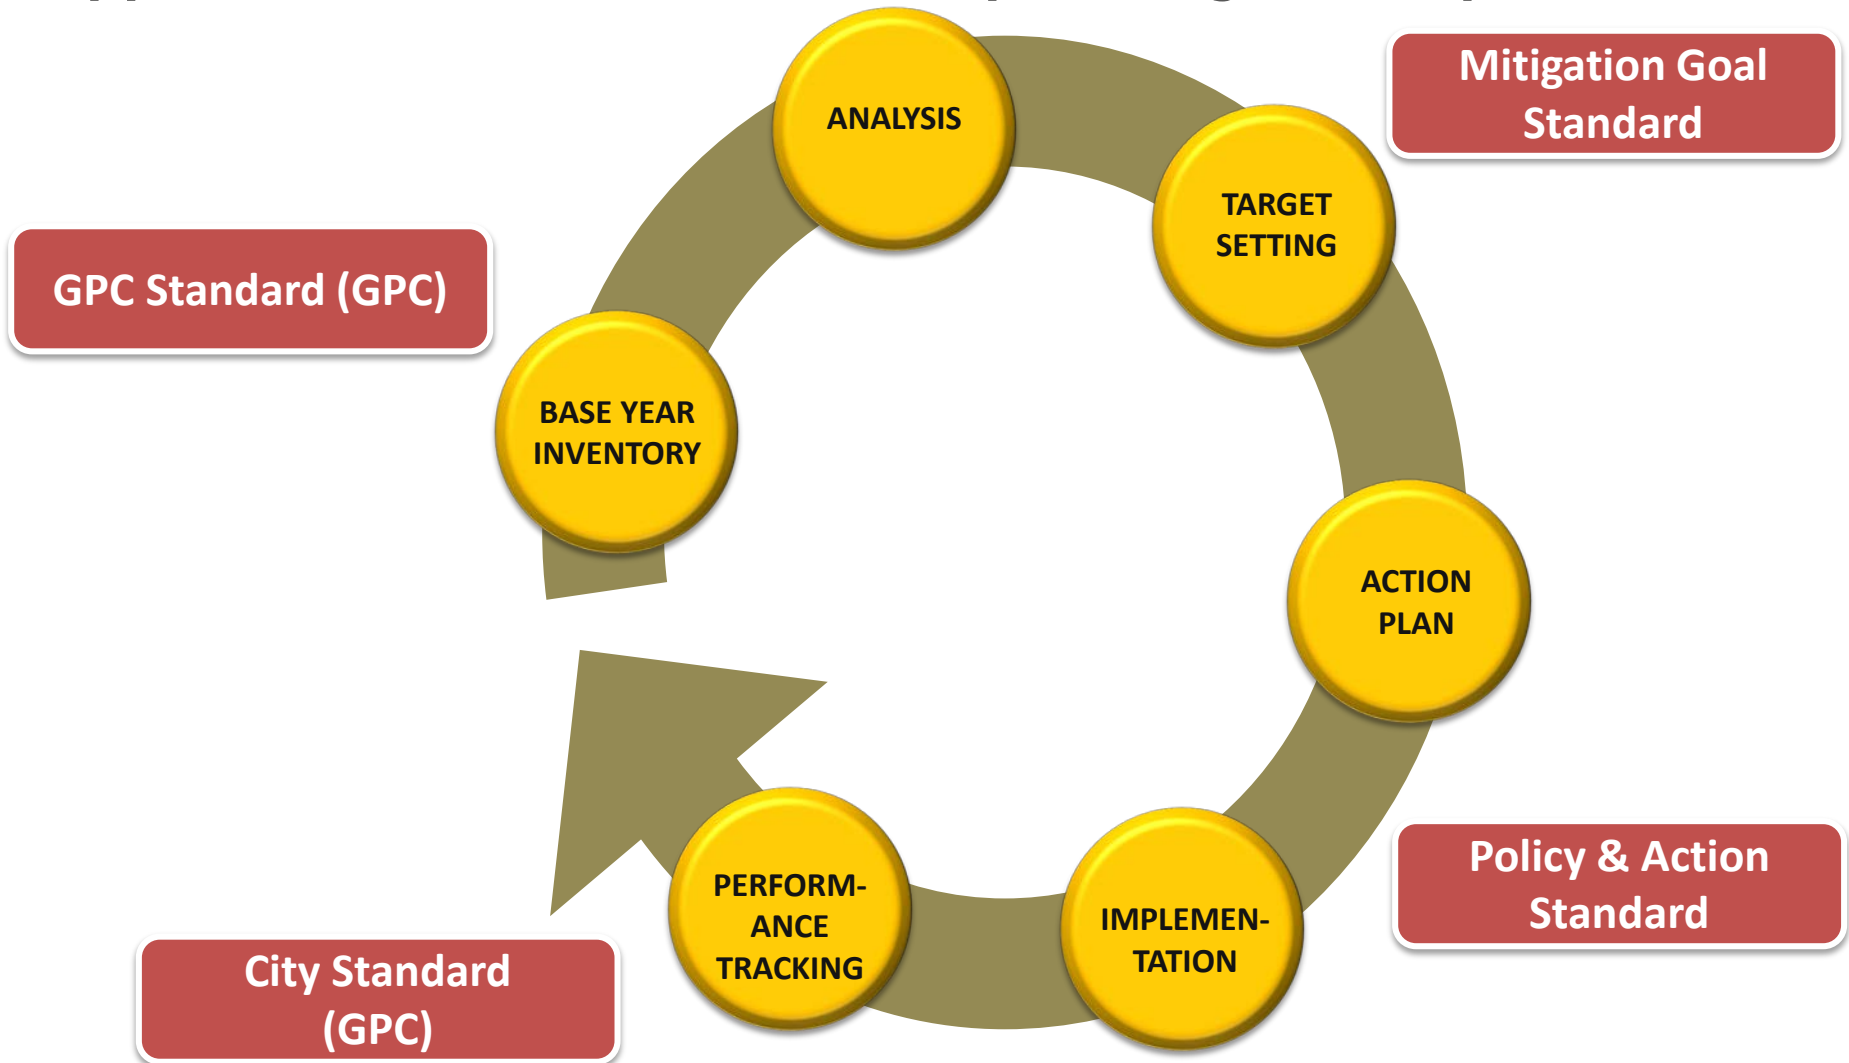 GPC Standard (GPC)
BASE YEAR
INVENTORY
ANALYSIS
TARGET
SETTING
Mitigation Goal
Standard
ACTION
PLAN
Policy & Action
Standard
IMPLEMEN-
TATION
PERFORM-
ANCE
TRACKING
City Standard
(GPC)